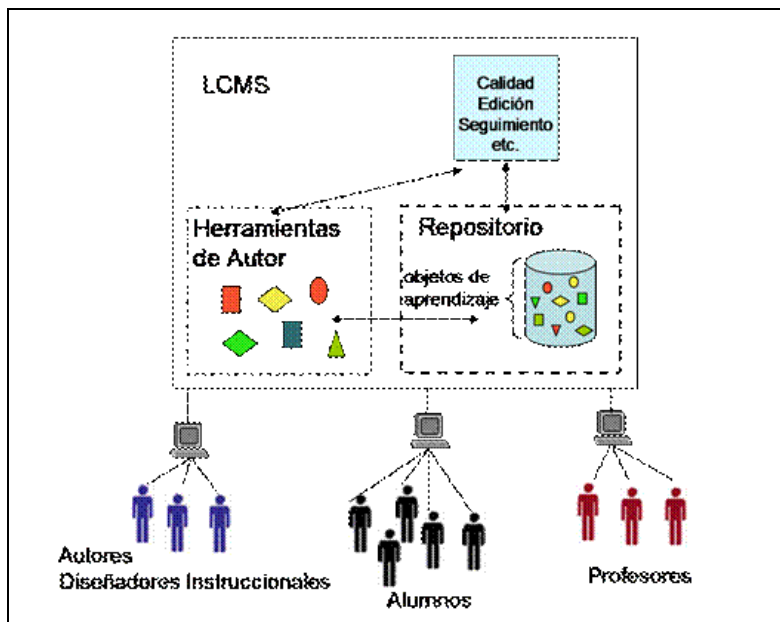 LCMS
Calidad
Edición
Seguimiento
etc.
Herramientas
de Autor
Repositorio
objetos de
aprendizaje
Autores
Diseñadores Instruccionales
Alumnos
Profesores